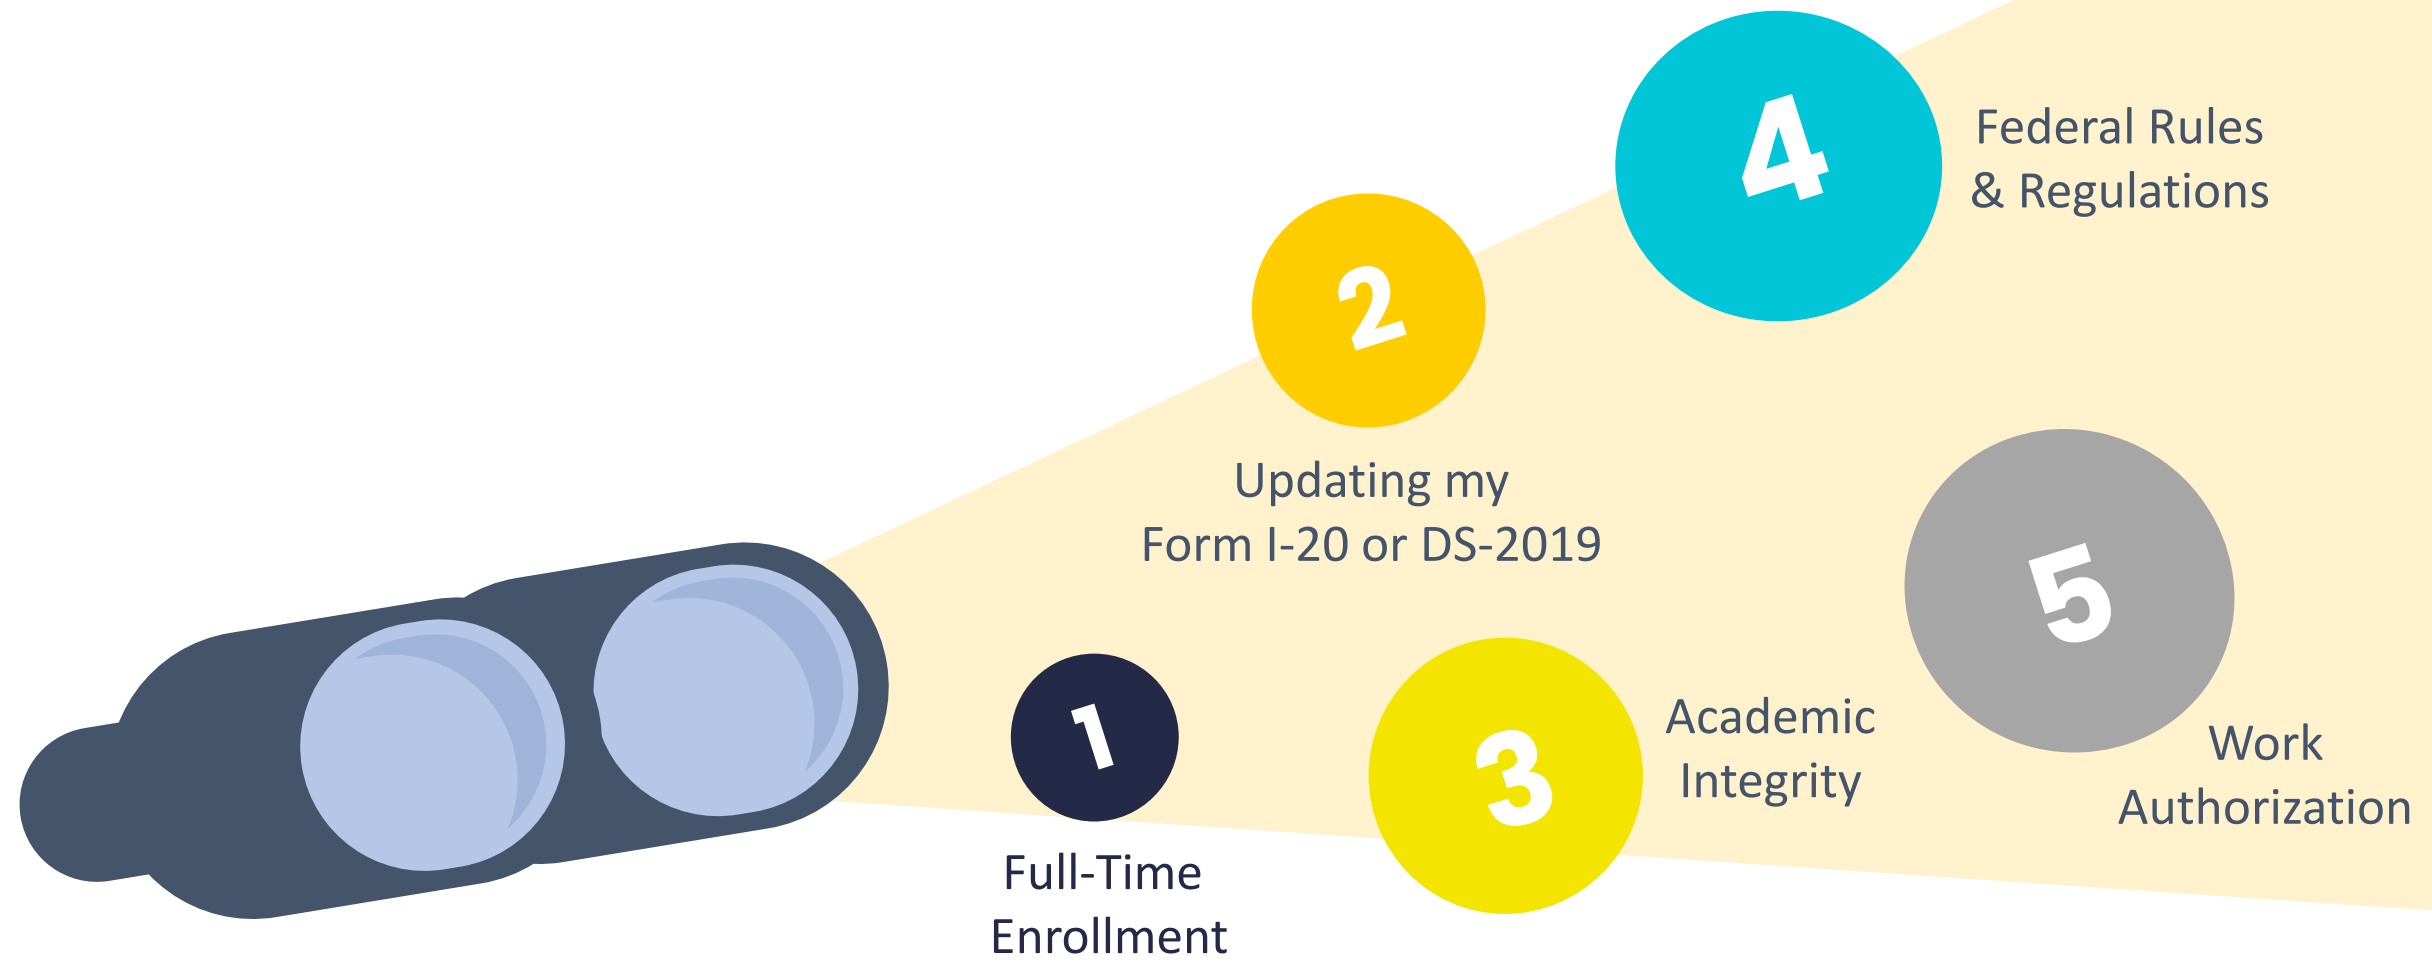 1
Full-Time
Enrollment
2
Updating my
Form I-20 or DS-2019
3
Academic
Integrity
4
Federal Rules
& Regulations
5
Work
Authorization